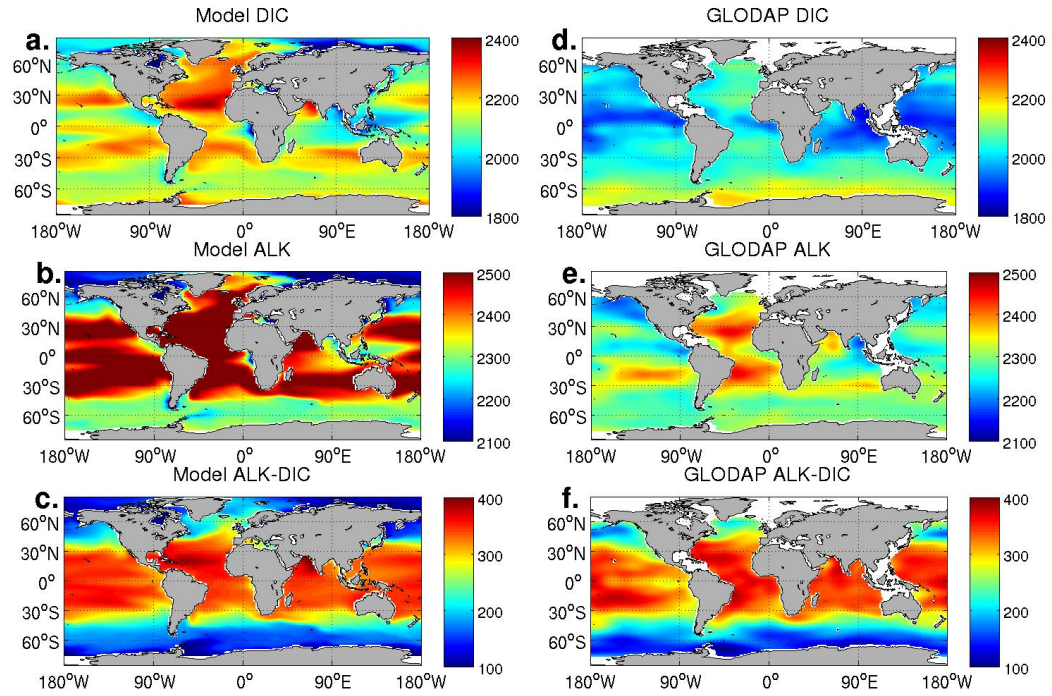 Model DIC
a.
60°N
30°N
0°
30°S
60°S
180°W 90°W 0° 90°E 180°W
2400
2200
2000
1800
GLODAP DIC
d.
60°N
30°N
0°
30°S
60°S
180°W 90°W 0° 90°E 180°W
2400
2200
2000
1800
Model ALK
b.
60°N
30°N
0°
30°S
60°S
180°W 90°W 0° 90°E 180°W
2500
2400
2300
2200
2100
GLODAP ALK
e.
60°N
30°N
0°
30°S
60°S
180°W 90°W 0° 90°E 180°W
2500
2400
2300
2200
2100
Model ALK-DIC
c.
60°N
30°N
0°
30°S
60°S
180°W 90°W 0° 90°E 180°W
400
300
200
100
GLODAP ALK-DIC
f.
60°N
30°N
0°
30°S
60°S
180°W 90°W 0° 90°E 180°W
400
300
200
100